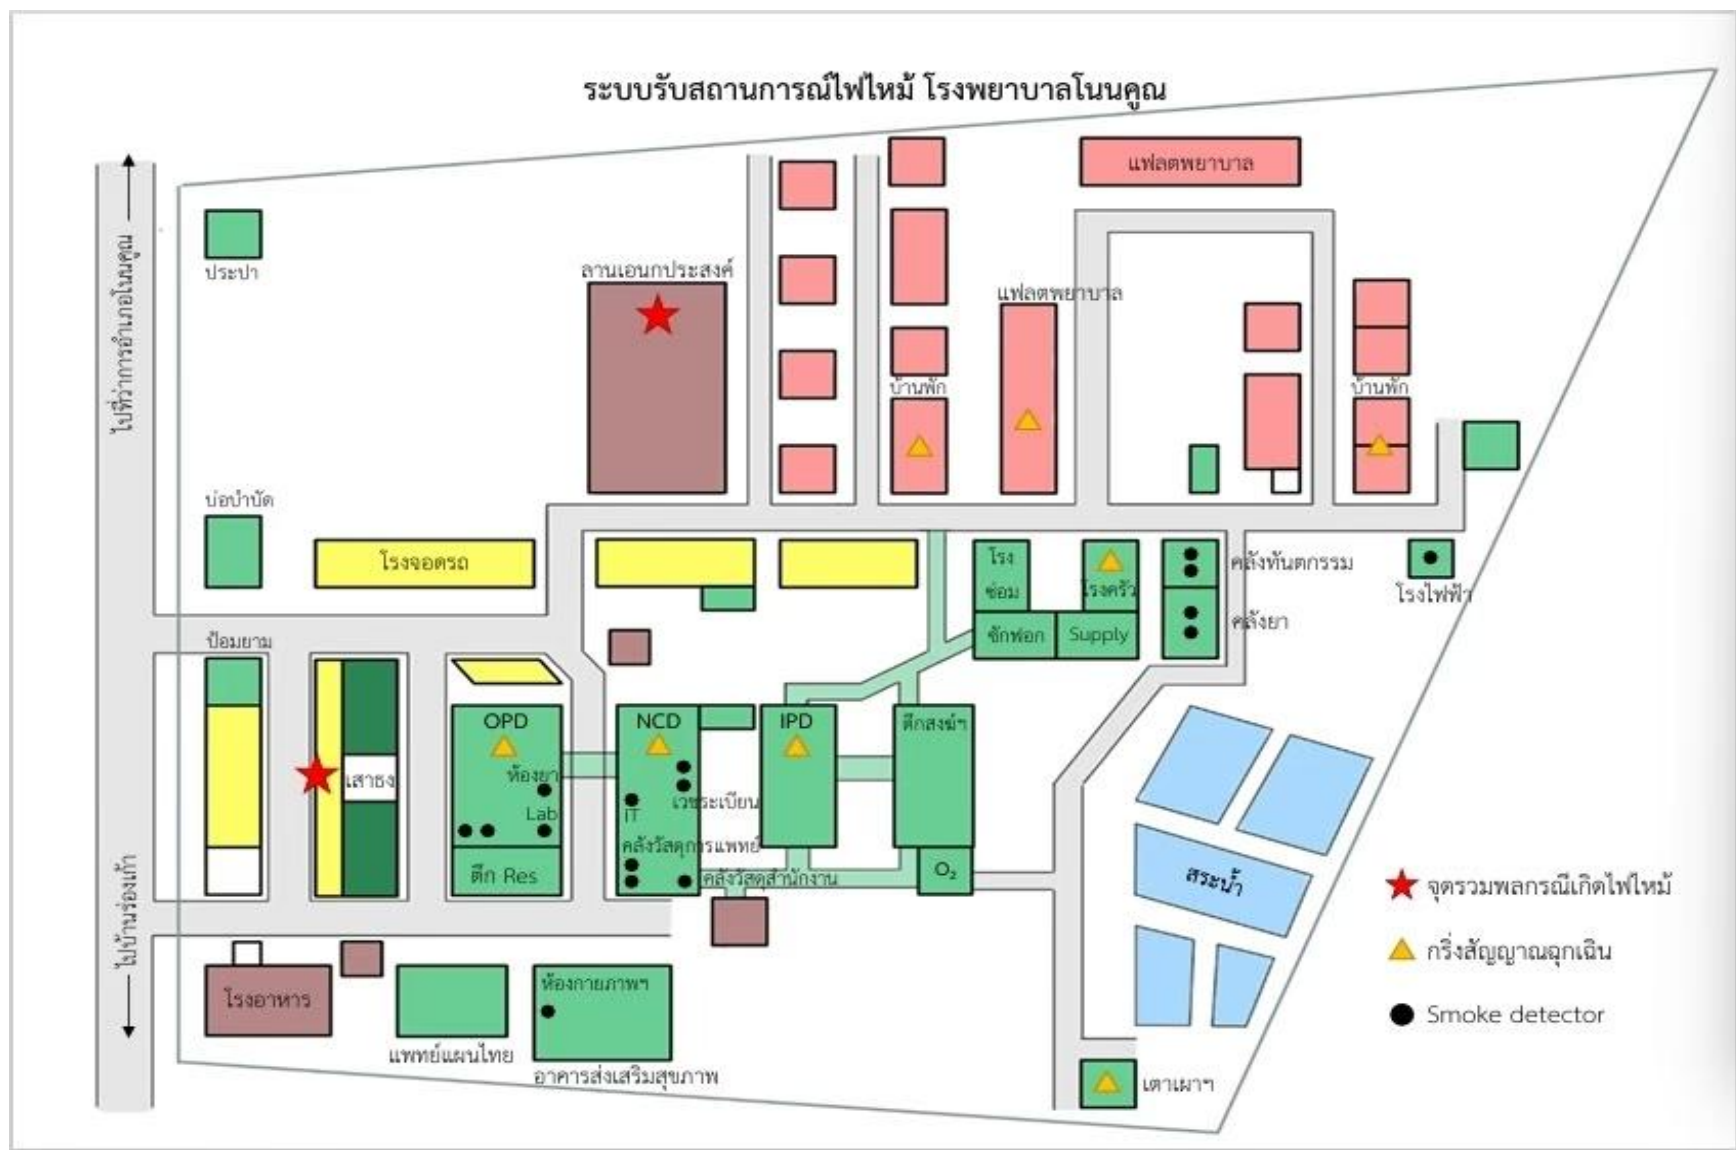 ระบบรับสถานการณ์ไฟไหม้ โรงพยาบาลโนนคูณ
แฟลตพยาบาล
ไปที่ว่าการอำเภอโนนคูณ
ประปา
ลานเอนกประสงค์
แฟลตพยาบาล
บ้านพัก
บ้านพัก
บ่อบำบัด
โรงจอดรถ
โรง
ซ่อม
โรงครัว
คลังทันตกรรม
โรงไฟฟ้า
ซักฟอก
Supply
คลังยา
ป้อมยาม
OPD
NCD
IPD
ตึกสงฆ์ฯ
เสาธง
ห้องยา
เวชระเบียน
Lab
IT
คลังวัสดุการแพทย์
ตึก Res
คลังวัสดุสำนักงาน
O₂
สระน้ำ
ไปบ้านร่องเก้า
จุดรวมพลกรณีเกิดไฟไหม้
กริ่งสัญญาณฉุกเฉิน
Smoke detector
โรงอาหาร
ห้องกายภาพฯ
แพทย์แผนไทย
อาคารส่งเสริมสุขภาพ
เตาเผาฯ